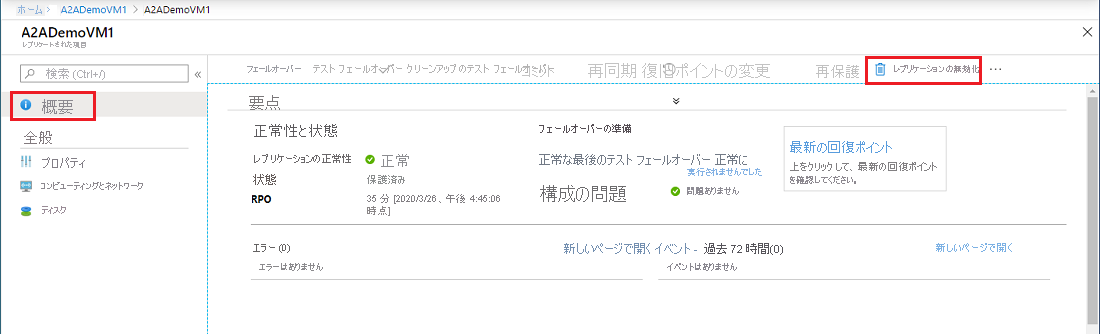 ホーム > A2ADemoVM1 > A2ADemoVM1
A2ADemoVM1
レプリケートされた項目
検索 (Ctrl+/)
概要
全般
プロパティ
コンピューティングとネットワーク
ディスク
フェールオーバー テスト フェールオーバー クリーンアップのテスト フェールオーバー コミット 再同期 復旧ポイントの変更 再保護 レプリケーションの無効化 ...
要点
正常性と状態
レプリケーションの正常性 正常
状態 保護済み
RPO 35 分 [2020/3/26、午後 4:45:06
時点]
フェールオーバーの準備
正常な最後のテスト フェールオーバー 正常に
実行されませんでした
構成の問題 問題ありません
最新の回復ポイント
上をクリックして、最新の回復ポイント
を確認してください。
エラー (0) 新しいページで開く
エラーはありません
イベント - 過去 72 時間(0) 新しいページで開く
イベントはありません